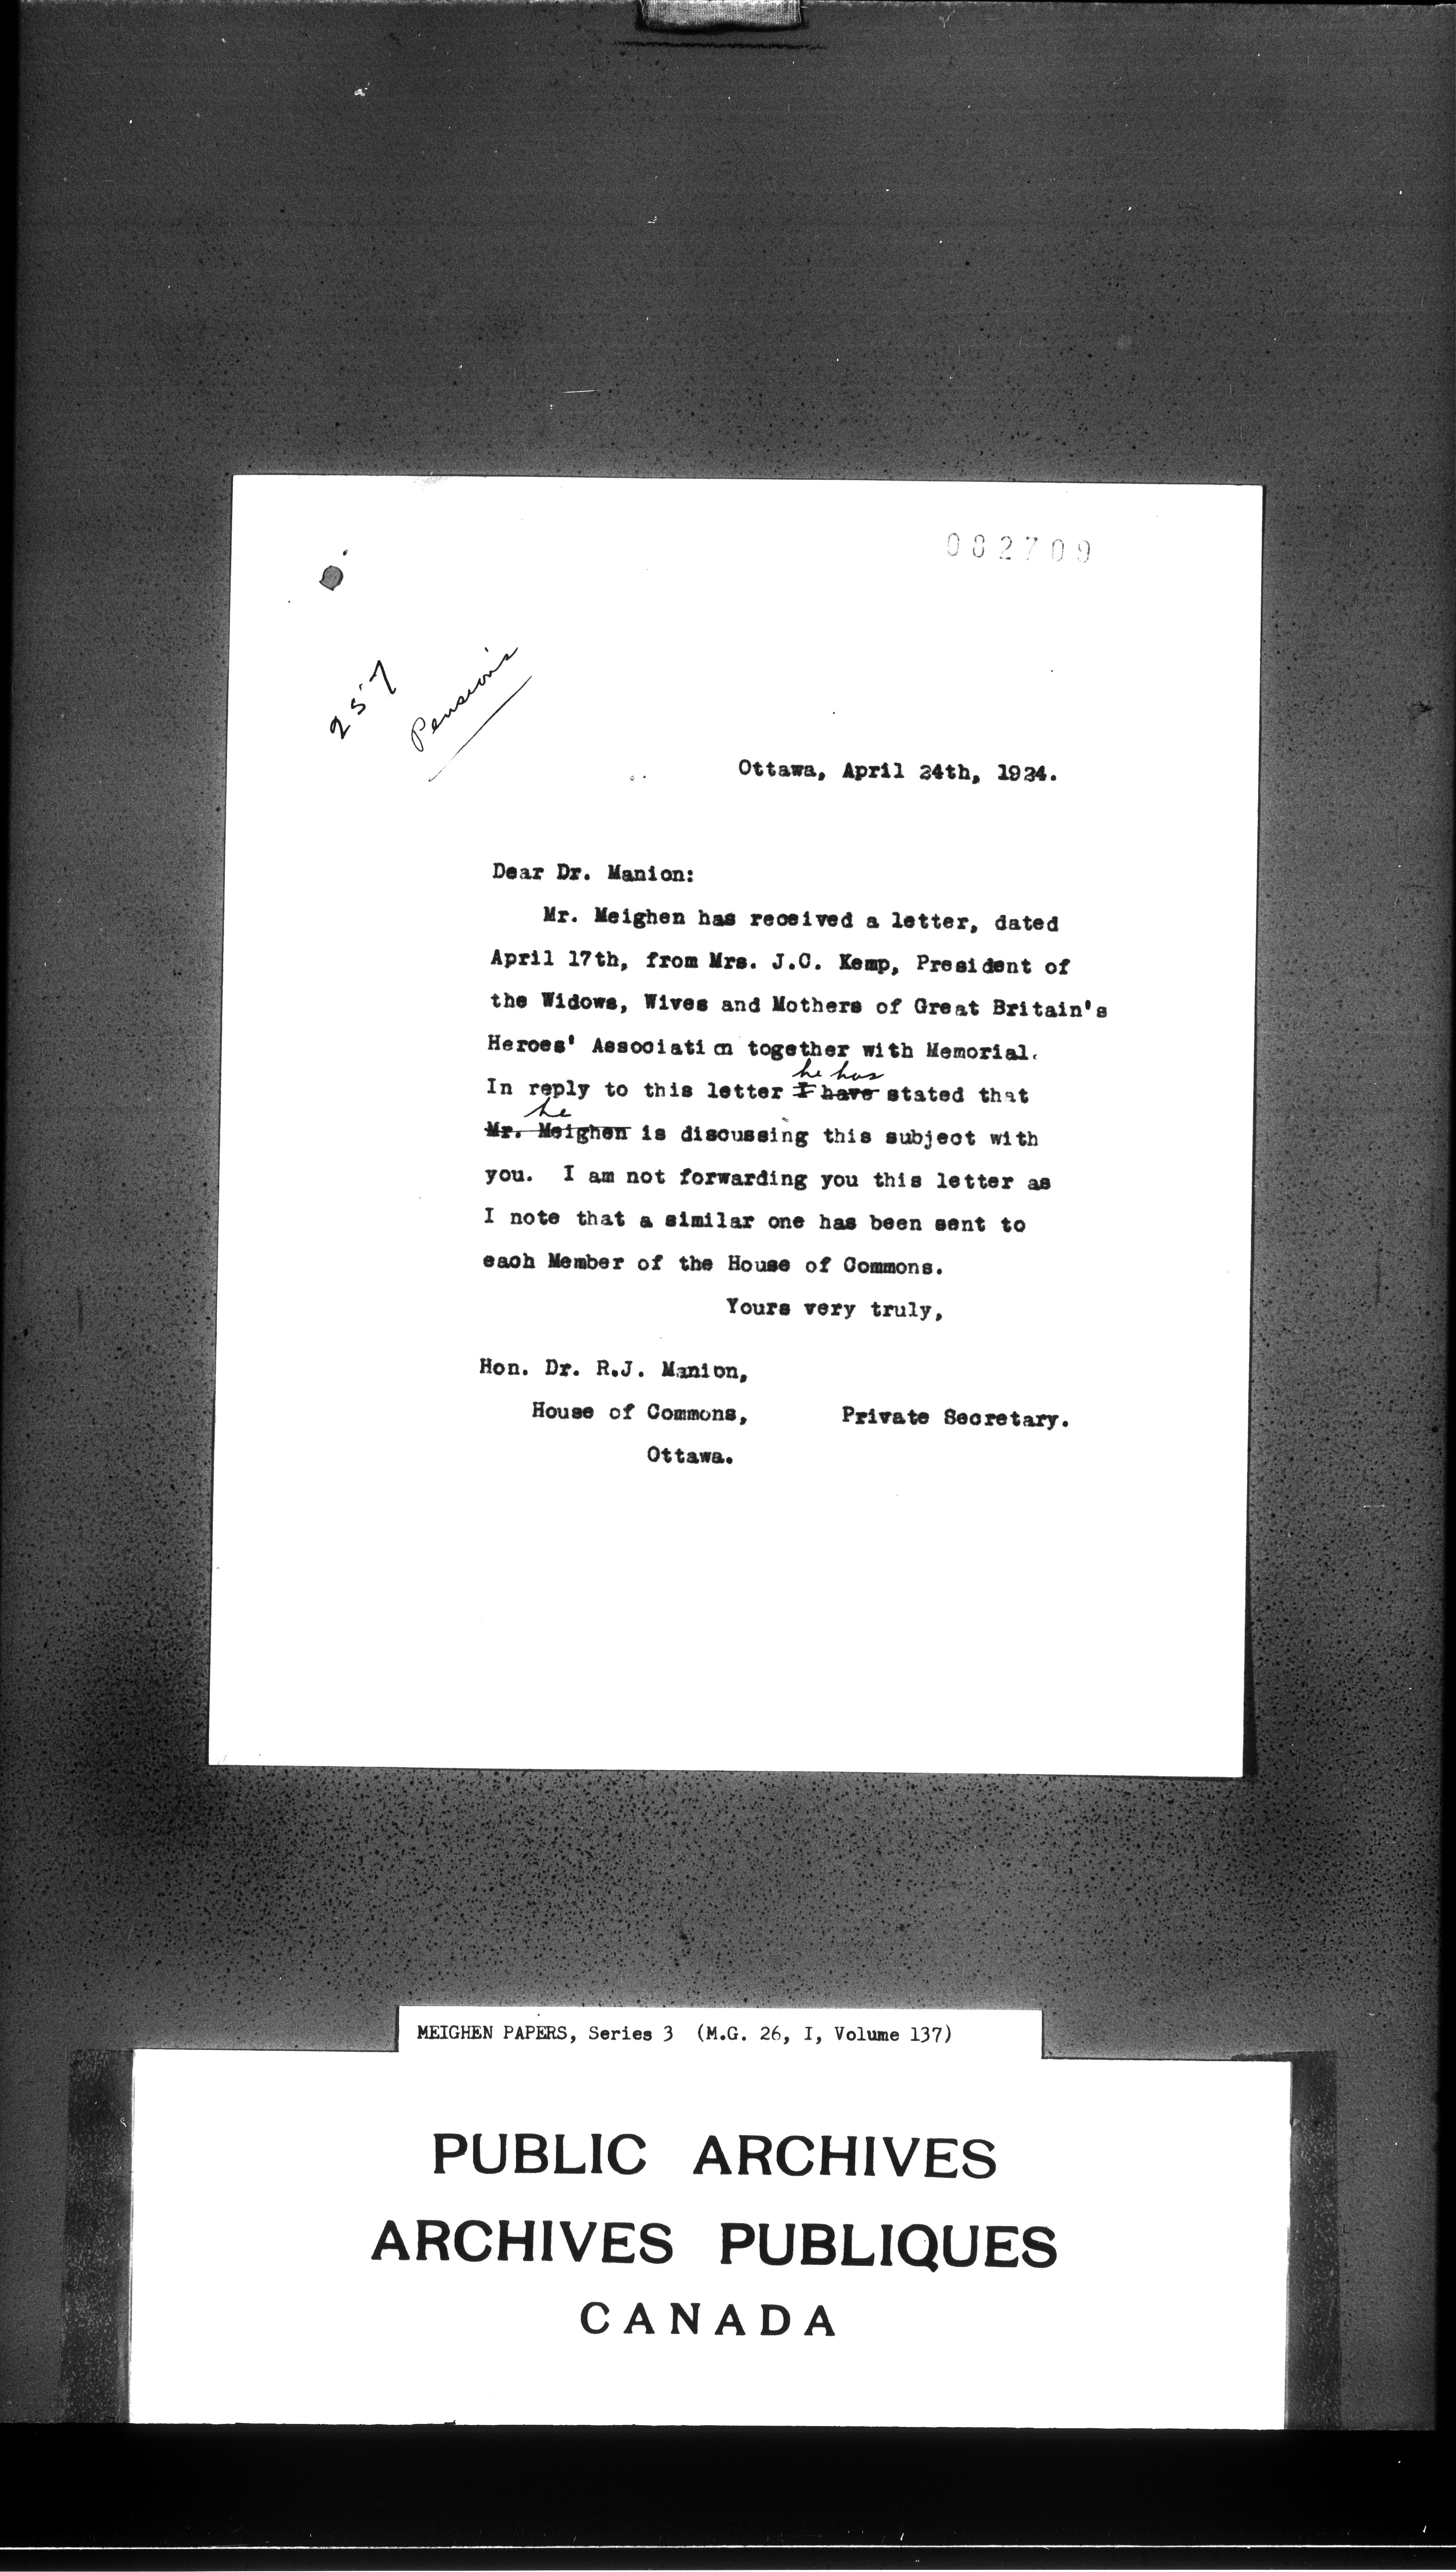 082709
257
Pensions
Ottawa, April 24th, 1924.
Dear Dr. Manion:
Mr. Meighen has received a letter, dated
April 17th, from Mrs. J.C. Kemp, President of
the Widows, Wives and Mothers of Great Britain's
Heroes' Association together with Memorial.
he has
In reply to this letter I have stated that
he
Mr. Meighen is discussing this subject with
you. I am not forwarding you this letter as
I note that a similar one has been sent to
each Member of the House of Commons.
Yours very truly,
Hon. Dr. R.J. Manion,
House of Commons, Private Secretary.
Ottawa.
MEIGHEN PAPERS, Series 3 (M.G. 26, I, Volume 137)
PUBLIC ARCHIVES
ARCHIVES PUBLIQUES
CANADA